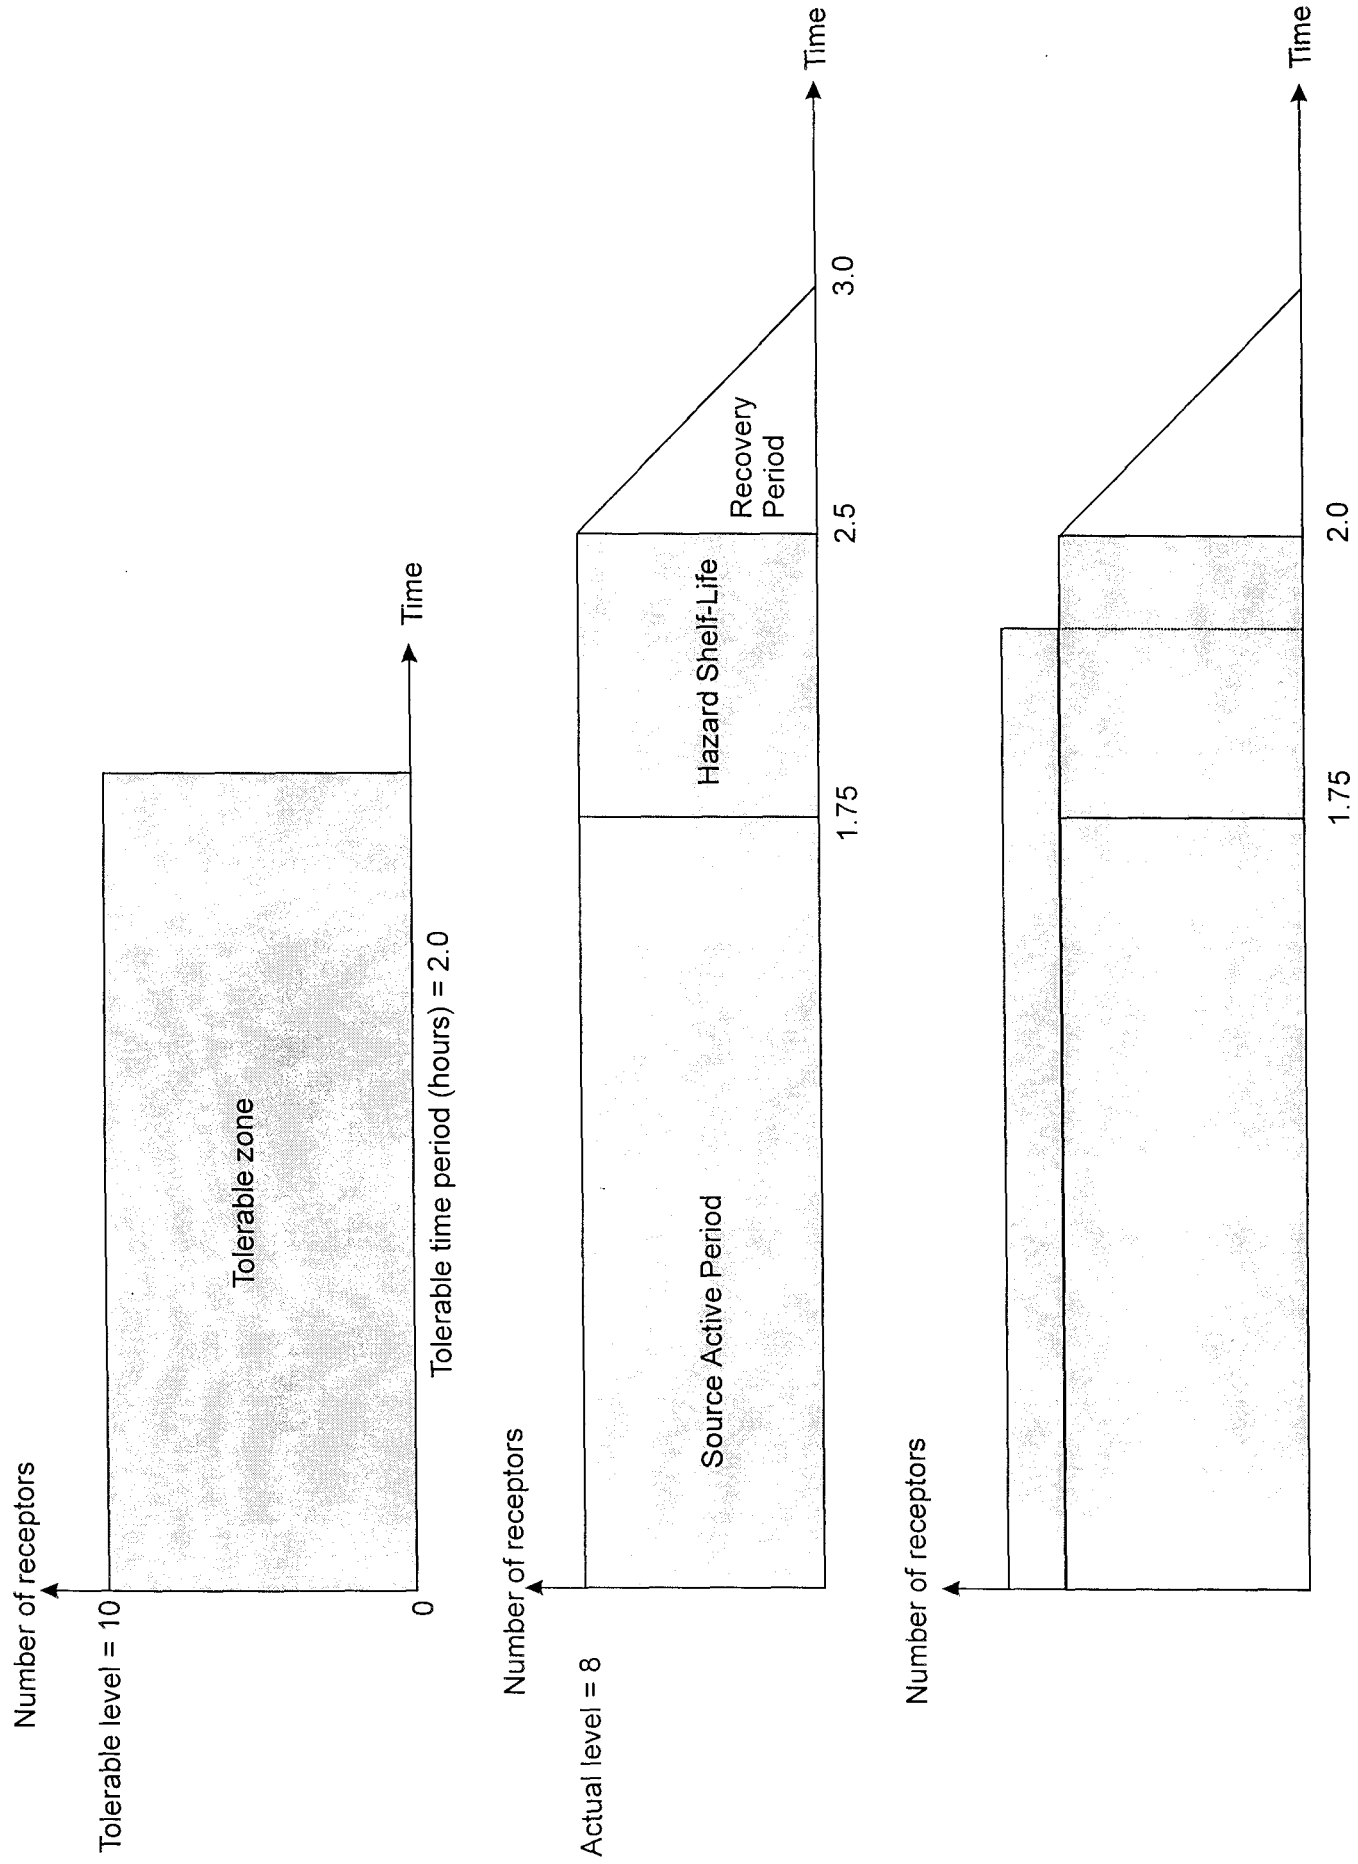 Number of receptors
Tolerable level = 10
Tolerable zone
0
Tolerable time period (hours) = 2.0
Time
Number of receptors
Actual level = 8
Source Active Period
Hazard Shelf-Life
Recovery
Period
1.75
2.5
3.0
Time
Number of receptors
1.75
2.0
Time